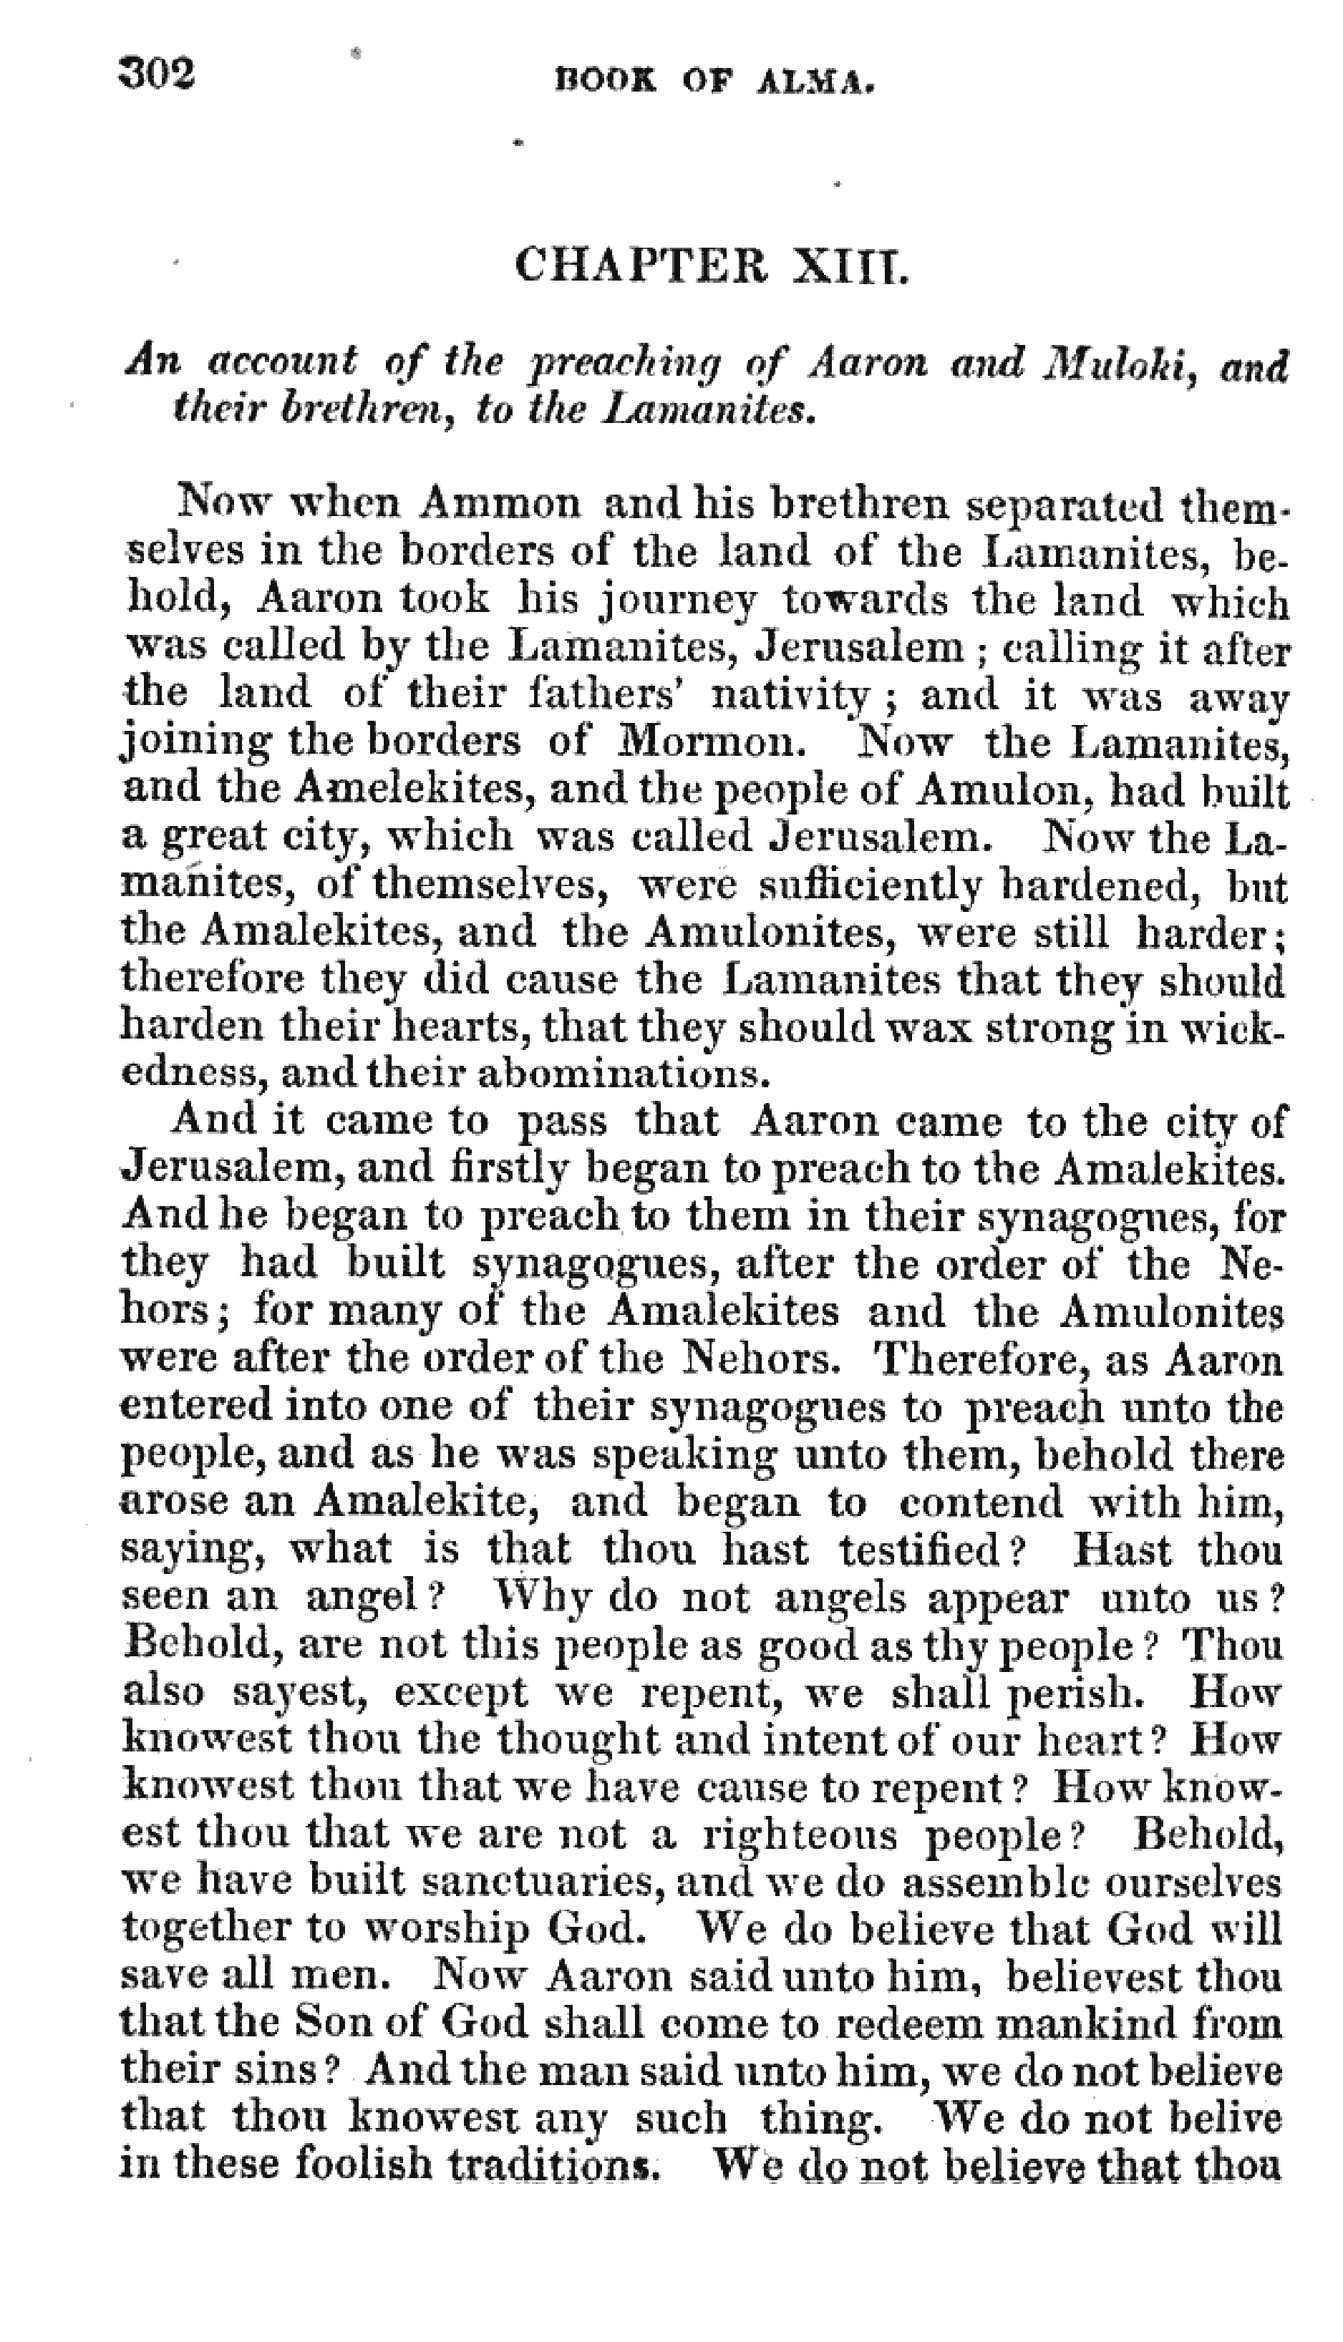 302
BOOK OF ALMA.
CHAPTER XIII.
An account of the preaching of Aaron and Muloki, and
their brethren, to the Lamanites.
Now when Ammon and his brethren separated them-
selves in the borders of the land of the Lamanites, be-
hold, Aaron took his journey towards the land which
was called by the Lamanites, Jerusalem; calling it after
the land of their fathers' nativity; and it was away
joining the borders of Mormon. Now the Lamanites,
and the Amelekites, and the people of Amulon, had built
a great city, which was called Jerusalem. Now the La-
manites, of themselves, were sufficiently hardened, but
the Amalekites, and the Amulonites, were still harder;
therefore they did cause the Lamanites that they should
harden their hearts, that they should wax strong in wick-
edness, and their abominations.
And it came to pass that Aaron came to the city of
Jerusalem, and firstly began to preach to the Amalekites.
And he began to preach to them in their synagogues, for
they had built synagogues, after the order of the Ne-
hors; for many of the Amalekites and the Amulonites
were after the order of the Nehors. Therefore, as Aaron
entered into one of their synagogues to preach unto the
people, and as he was speaking unto them, behold there
arose an Amalekite, and began to contend with him,
saying, what is that thou hast testified? Hast thou
seen an angel? Why do not angels appear unto us?
Behold, are not this people as good as thy people? Thou
also sayest, except we repent, we shall perish. How
knowest thou the thought and intent of our heart? How
knowest thou that we have cause to repent? How know-
est thou that we are not a righteous people? Behold,
we have built sanctuaries, and we do assemble ourselves
together to worship God. We do believe that God will
save all men. Now Aaron said unto him, believest thou
that the Son of God shall come to redeem mankind from
their sins? And the man said unto him, we do not believe
that thou knowest any such thing. We do not belive
in these foolish traditions. We do not believe that thou